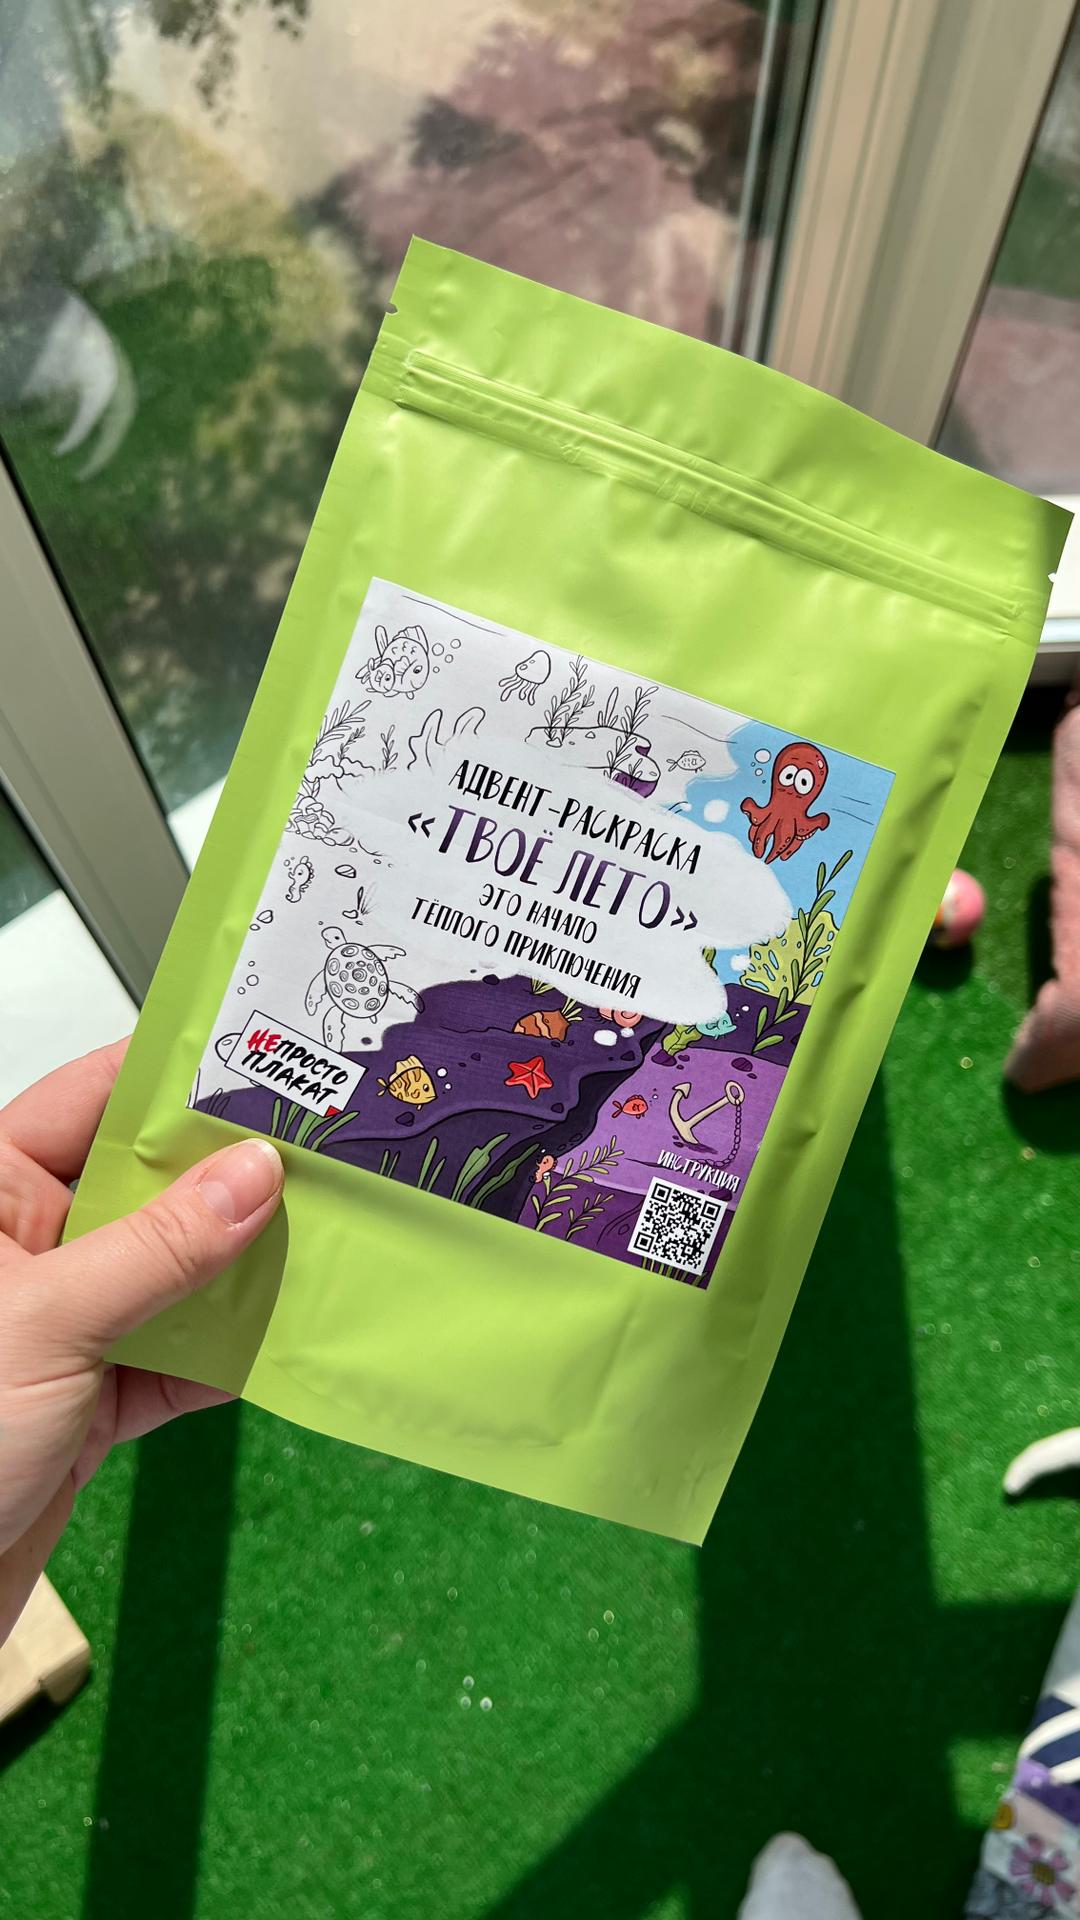 АДВЕНТ-РАСКРАСКА
«ТВОЁ ЛЕТО»
ЭТО НАЧАЛО
ТЁПЛОГО ПРИКЛЮЧЕНИЯ
НЕПРОСТО
ПЛАКАТ
ИНСТРУКЦИЯ